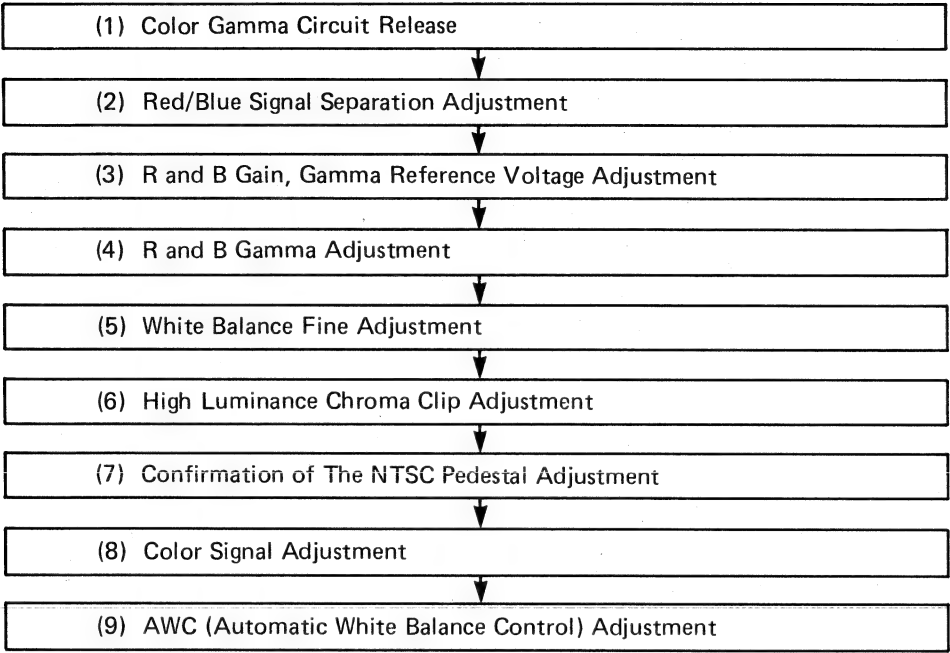 (1) Color Gamma Circuit Release
(2) Red/Blue Signal Separation Adjustment
(3) R and B Gain, Gamma Reference Voltage Adjustment
(4) R and B Gamma Adjustment
(5) White Balance Fine Adjustment
(6) High Luminance Chroma Clip Adjustment
(7) Confirmation of The NTSC Pedestal Adjustment
(8) Color Signal Adjustment
(9) AWC (Automatic White Balance Control) Adjustment